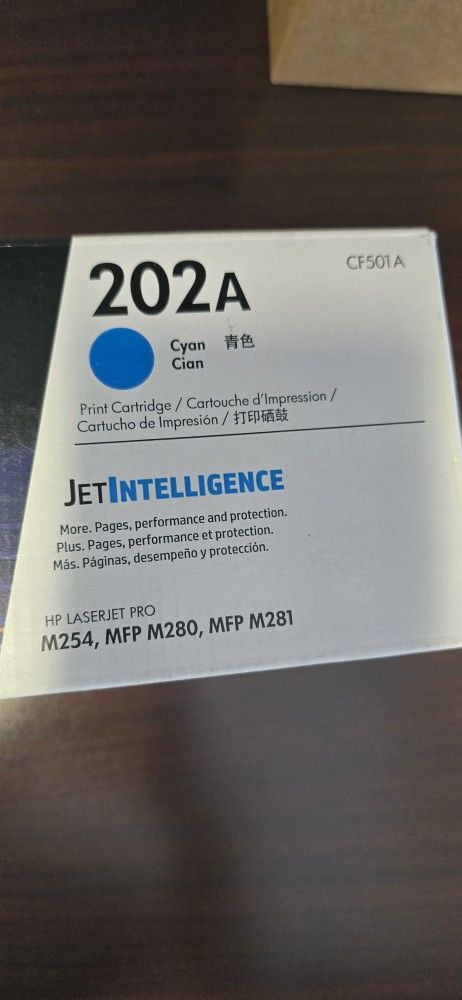 202A
CF501A
Cyan 青色
Cian
Print Cartridge / Cartouche d'Impression /
Cartucho de Impresión / 打印硒鼓
JETINTELLIGENCE
More. Pages, performance and protection.
Plus. Pages, performance et protection.
Más. Páginas, desempeño y protección.
HP LASERJET PRO
M254, MFP M280, MFP M281